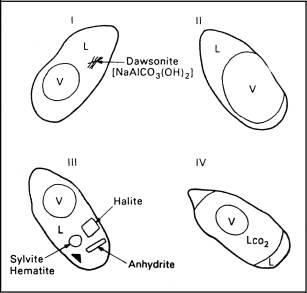 I
L
Dawsonite
[NaAlCO3(OH)2]
V
II
L
V
III
V
Halite
L
Sylvite
Hematite
Anhydrite
IV
V
Lco2
L